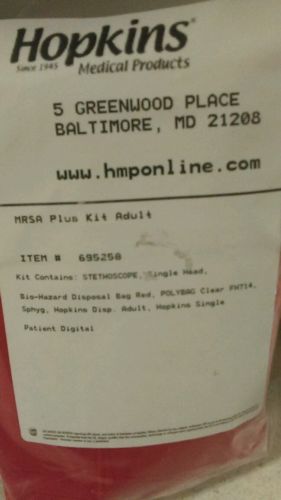 Hopkins®
Since 1945 Medical Products
5 GREENWOOD PLACE
BALTIMORE, MD 21208
www.hmponline.com
MRSA Plus Kit Adult
ITEM # 695250
Kit Contains: STETHOSCOPE, Single Head,
Bio-Hazard Disposal Bag Red, POLYBAG Clear
Sphyg, Hopkins Disp. Adult, Hopkins Single
Patient Digital